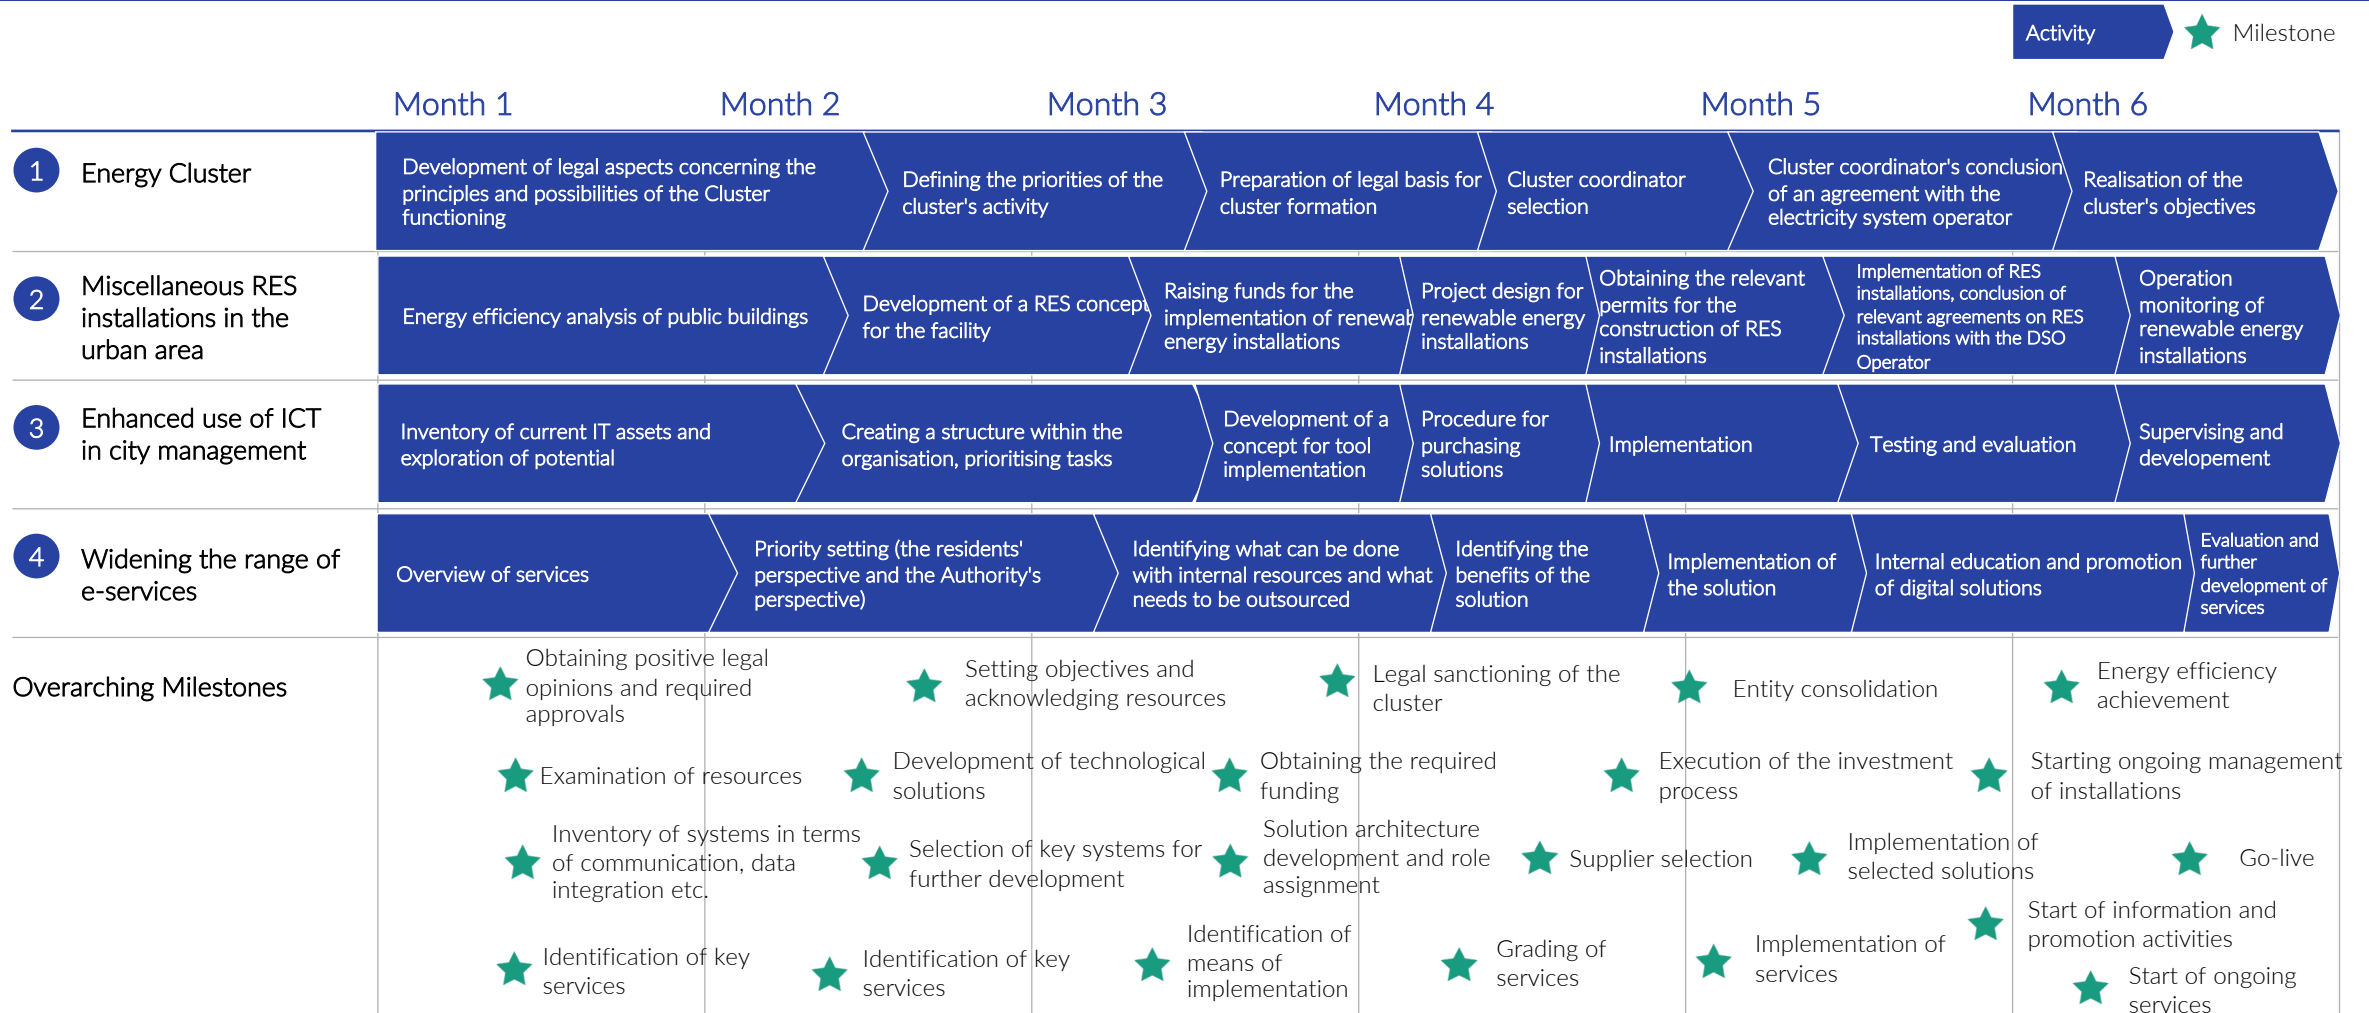 Activity
Milestone
Month 1
Month 2
Month 3
Month 4
Month 5
Month 6
1
Energy Cluster
Development of legal aspects concerning the
principles and possibilities of the Cluster
functioning
Defining the priorities of the
cluster's activity
Preparation of legal basis for
cluster formation
Cluster coordinator
selection
Cluster coordinator's conclusion
of an agreement with the
electricity system operator
Realisation of the
cluster's objectives
2
Miscellaneous RES
installations in the
urban area
Energy efficiency analysis of public buildings
Development of a RES concept
for the facility
Raising funds for the
implementation of renewab
energy installations
Project design for
renewable energy
installations
Obtaining the relevant
permits for the
construction of RES
installations
Implementation of RES
installations, conclusion of
relevant agreements on RES
installations with the DSO
Operator
Operation
monitoring of
renewable energy
installations
3
Enhanced use of ICT
in city management
Inventory of current IT assets and
exploration of potential
Creating a structure within the
organisation, prioritising tasks
Development of a
concept for tool
implementation
Procedure for
purchasing
solutions
Implementation
Testing and evaluation
Supervising and
developement
4
Widening the range of
e-services
Overview of services
Priority setting (the residents'
perspective and the Authority's
perspective)
Identifying what can be done
with internal resources and what
needs to be outsourced
Identifying the
benefits of the
solution
Implementation of
the solution
Internal education and promotion
of digital solutions
Evaluation and
further
development of
services
Overarching Milestones
Obtaining positive legal
opinions and required
approvals
Setting objectives and
acknowledging resources
Legal sanctioning of the
cluster
Entity consolidation
Energy efficiency
achievement
Examination of resources
Development of technological
solutions
Obtaining the required
funding
Execution of the investment
process
Starting ongoing management
of installations
Inventory of systems in terms
of communication, data
integration etc.
Selection of key systems for
further development
Solution architecture
development and role
assignment
Supplier selection
Implementation of
selected solutions
Go-live
Identification of key
services
Identification of key
services
Identification of
means of
implementation
Grading of
services
Implementation of
services
Start of information and
promotion activities
Start of ongoing
services